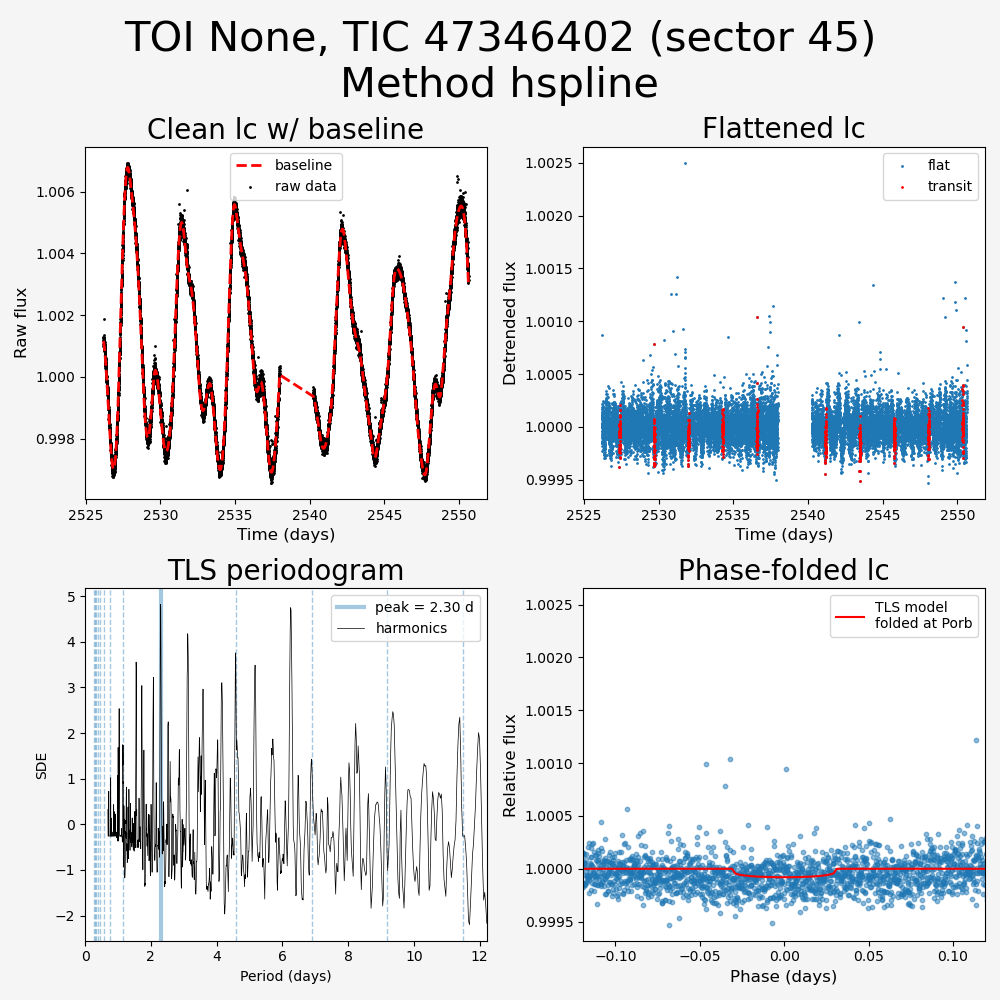 TOI None, TIC 47346402 (sector 45)
Method hspline
Clean lc w/ baseline
baseline
raw data
1.006
1.004
1.002
1.000
0.998
Raw flux
2525
2530
2535
2540
2545
2550
Time (days)
Flattened lc
flat
transit
1.0025
1.0020
1.0015
1.0010
1.0005
1.0000
0.9995
Detrended flux
2525
2530
2535
2540
2545
2550
Time (days)
TLS periodogram
peak = 2.30 d
harmonics
5
4
3
2
1
0
−1
−2
SDE
0
2
4
6
8
10
12
Period (days)
Phase-folded lc
TLS model
folded at Porb
1.0025
1.0020
1.0015
1.0010
1.0005
1.0000
0.9995
Relative flux
−0.10
−0.05
0.00
0.05
0.10
Phase (days)